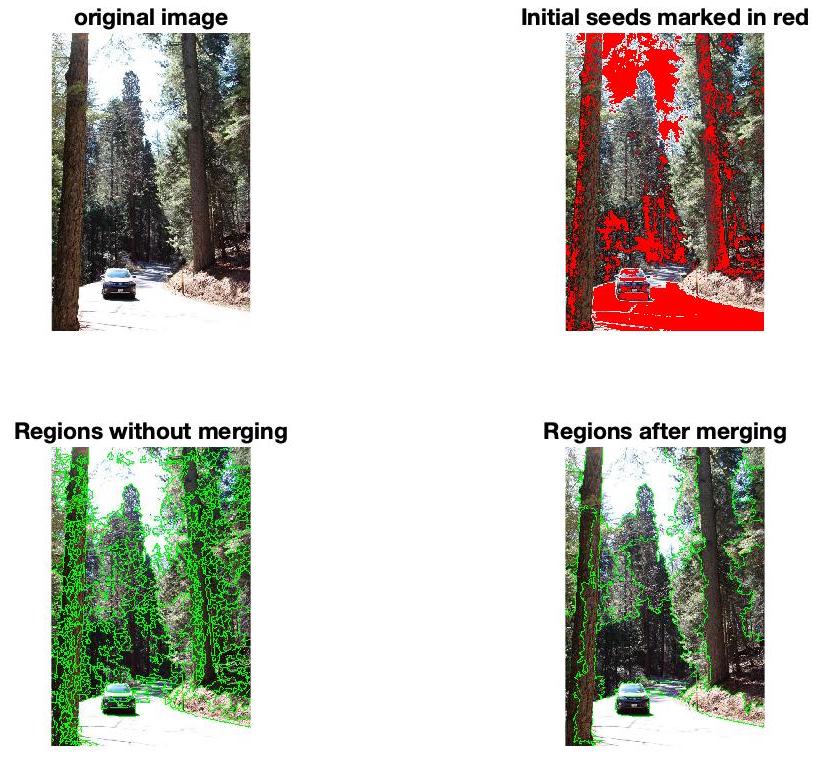 original image
Initial seeds marked in red
Regions without merging
Regions after merging